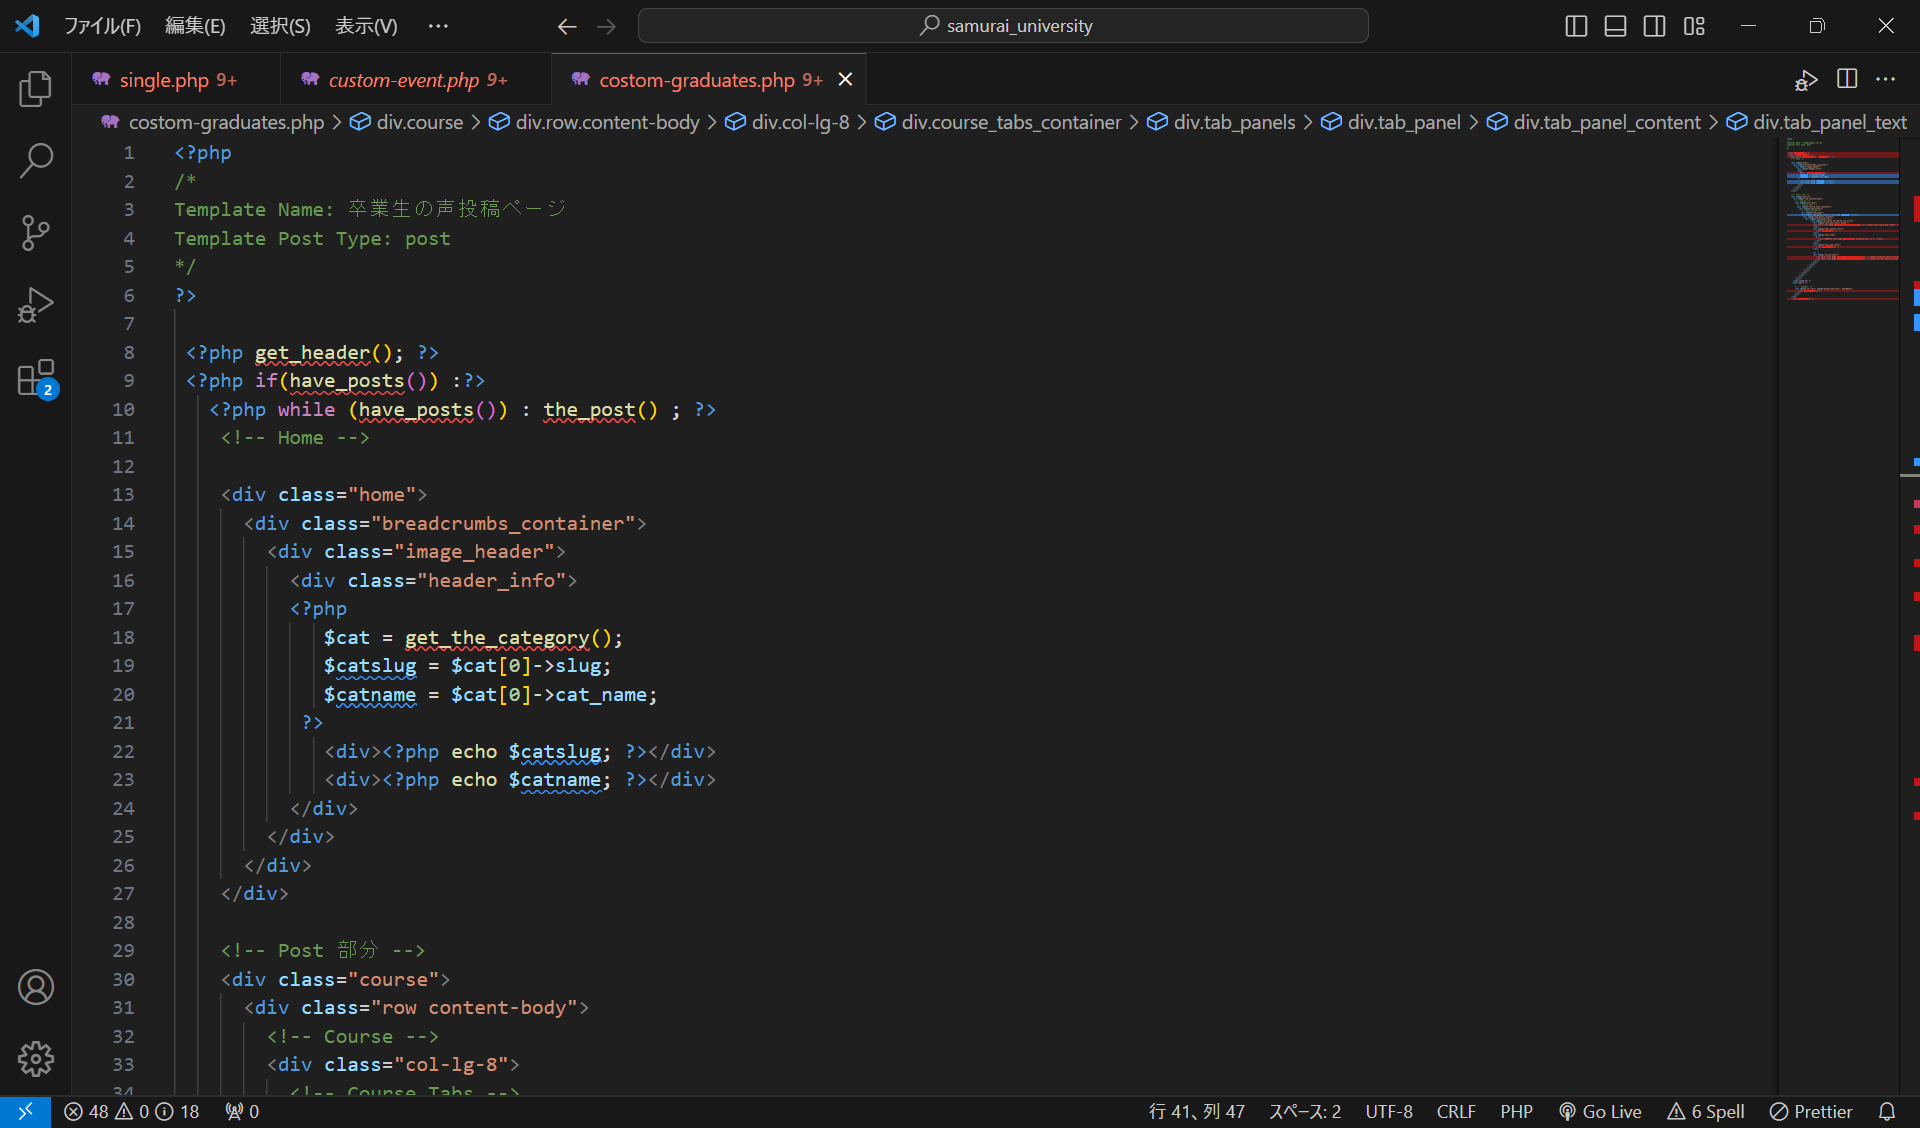 ファイル(F) 編集(E) 選択(S) 表示(V) ··· samurai_university
single.php 9+ custom-event.php 9+ costom-graduates.php 9+
costom-graduates.php > div.course > div.row.content-body > div.col-lg-8 > div.course_tabs_container > div.tab_panels > div.tab_panel > div.tab_panel_content > div.tab_panel_text
1 <?php
2 /*
3 Template Name: 卒業生の声投稿ページ
4 Template Post Type: post
5 */
6 ?>
7
8 <?php get_header(); ?>
9 <?php if(have_posts()) :?>
10 <?php while (have_posts()) : the_post() ; ?>
11 <!-- Home -->
12
13 <div class="home">
14 <div class="breadcrumbs_container">
15 <div class="image_header">
16 <div class="header_info">
17 <?php
18 $cat = get_the_category();
19 $catslug = $cat[0]->slug;
20 $catname = $cat[0]->cat_name;
21 ?>
22 <div><?php echo $catslug; ?></div>
23 <div><?php echo $catname; ?></div>
24 </div>
25 </div>
26 </div>
27 </div>
28
29 <!-- Post 部分 -->
30 <div class="course">
31 <div class="row content-body">
32 <!-- Course -->
33 <div class="col-lg-8">
34 <!-- Course Tabs -->
2
48 0 18 0 行 41、列 47 スペース: 2 UTF-8 CRLF PHP Go Live 6 Spell Prettier